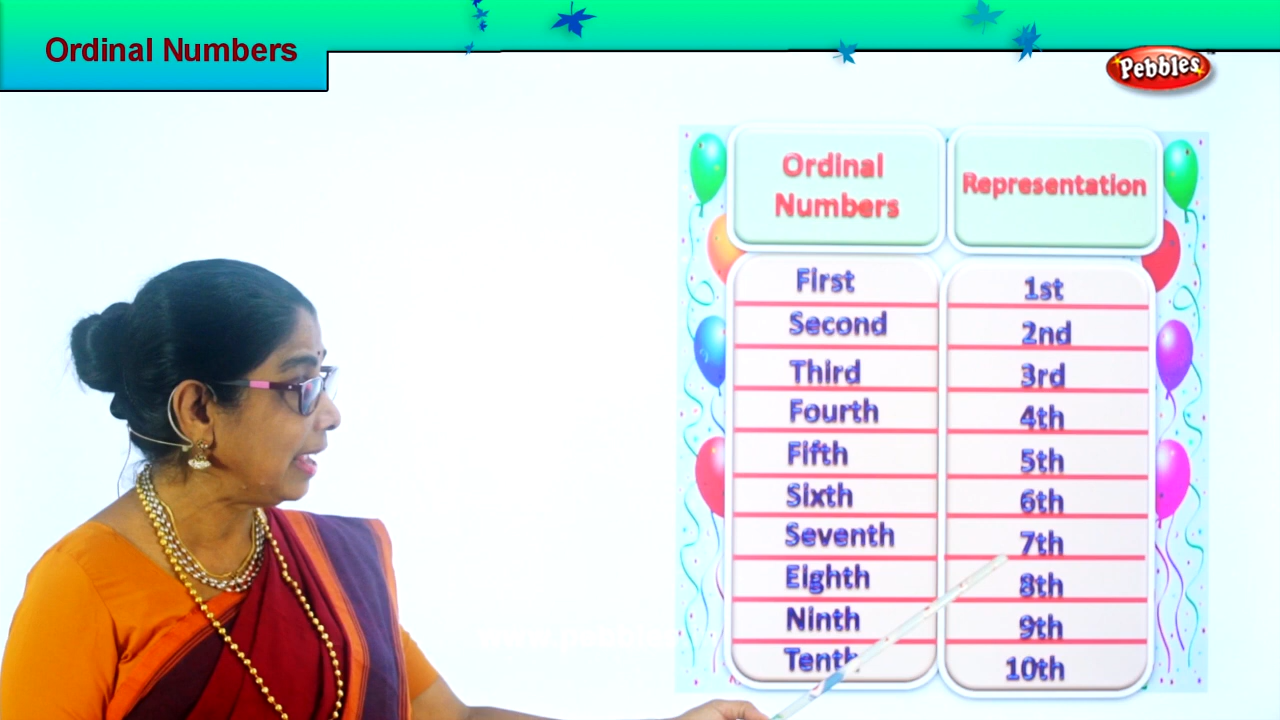 Ordinal Numbers
Pebbles
Ordinal
Numbers
Representation
First 1st
Second 2nd
Third 3rd
Fourth 4th
Fifth 5th
Sixth 6th
Seventh 7th
Eighth 8th
Ninth 9th
Tenth 10th